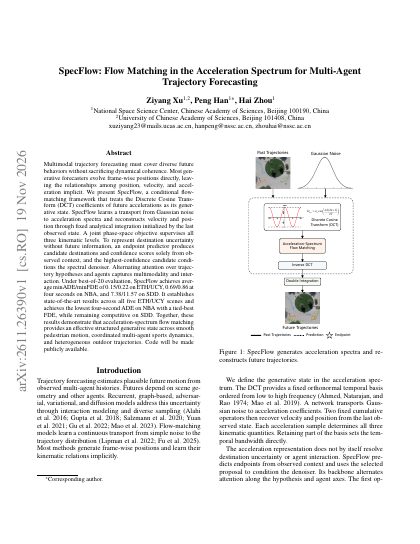 SpecFlow: Flow Matching in the Acceleration Spectrum for Multi-Agent
Trajectory Forecasting
Ziyang Xu1,2, Peng Han1*, Hai Zhou1
1National Space Science Center, Chinese Academy of Sciences, Beijing 100190, China
2University of Chinese Academy of Sciences, Beijing 101408, China
xuziyang23@mails.ucas.ac.cn, hanpeng@nssc.ac.cn, zhouhai@nssc.ac.cn
arXiv:2611.26390v1 [cs.RO] 19 Nov 2026
Abstract
Multimodal trajectory forecasting must cover diverse future
behaviors without sacrificing dynamical coherence. Most gen-
erative forecasters evolve frame-wise positions directly, leav-
ing the relationships among position, velocity, and accel-
eration implicit. We present SpecFlow, a conditional flow-
matching framework that treats the Discrete Cosine Trans-
form (DCT) coefficients of future accelerations as its gener-
ative state. SpecFlow learns a transport from Gaussian noise
to acceleration spectra and reconstructs velocity and posi-
tion through fixed analytical integration initialized by the last
observed state. A joint phase-space objective supervises all
three kinematic levels. To represent destination uncertainty
without future information, an endpoint predictor produces
candidate destinations and confidence scores solely from ob-
served context, and the highest-confidence candidate condi-
tions the spectral denoiser. Alternating attention over trajec-
tory hypotheses and agents captures multimodality and inter-
action. Under best-of-20 evaluation, SpecFlow achieves aver-
age minADE/minFDE of 0.15/0.22 on ETH/UCY, 0.69/0.86 at
four seconds on NBA, and 7.38/11.57 on SDD. It establishes
state-of-the-art results across all five ETH/UCY scenes and
achieves the lowest four-second ADE on NBA with a tied-best
FDE, while remaining competitive on SDD. Together, these
results demonstrate that acceleration-spectrum flow matching
provides an effective structured generative state across smooth
pedestrian motion, coordinated multi-agent sports dynamics,
and heterogeneous outdoor trajectories. Code will be made
publicly available.
Introduction
Trajectory forecasting estimates plausible future motion from
observed multi-agent histories. Futures depend on scene ge-
ometry and other agents. Recurrent, graph-based, adversar-
ial, variational, and diffusion models address this uncertainty
through interaction modeling and diverse sampling (Alahi
et al. 2016; Gupta et al. 2018; Salzmann et al. 2020; Yuan
et al. 2021; Gu et al. 2022; Mao et al. 2023). Flow-matching
models learn a continuous transport from simple noise to the
trajectory distribution (Lipman et al. 2022; Fu et al. 2025).
Most methods generate frame-wise positions and learn their
kinematic relations implicitly.
*Corresponding author.
Past Trajectories
Gaussian Noise
Discrete Cosine
Transform (DCT)
Acceleration-Spectrum
Flow Matching
Inverse DCT
Double Integration
Future Trajectories
Past Trajectories
Prediction
Endpoint
Figure 1: SpecFlow generates acceleration spectra and re-
constructs future trajectories.
We define the generative state in the acceleration spec-
trum. The DCT provides a fixed orthonormal temporal basis
ordered from low to high frequency (Ahmed, Natarajan, and
Rao 1974; Mao et al. 2019). A network transports Gaus-
sian noise to acceleration coefficients. Two fixed cumulative
operators then recover velocity and position from the last ob-
served state. Each acceleration sample determines all three
kinematic quantities. Retaining part of the basis sets the tem-
poral bandwidth directly.
The acceleration representation does not by itself resolve
destination uncertainty or agent interaction. SpecFlow pre-
dicts endpoints from observed context and uses the selected
proposal to condition the denoiser. Its backbone alternates
attention along the hypothesis and agent axes. The first op-